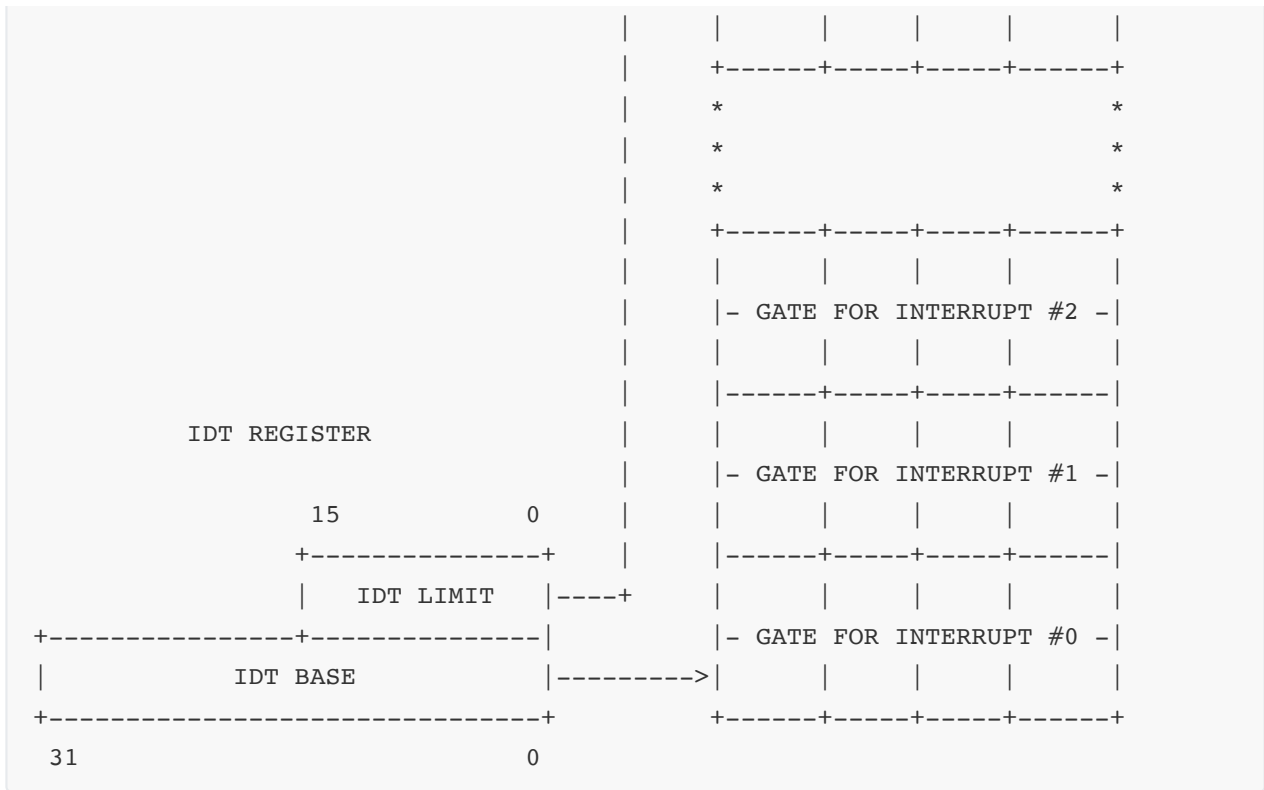 |     |      |     |     |      |
                                      |     +------+-----+-----+------+
                                      |     *                         *
                                      |     *                         *
                                      |     *                         *
                                      |     +------+-----+-----+------+
                                      |     |      |     |     |      |
                                      |     |- GATE FOR INTERRUPT #2 -|
                                      |     |      |     |     |      |
                                      |     |------+-----+-----+------|
          IDT REGISTER                |     |      |     |     |      |
                                      |     |- GATE FOR INTERRUPT #1 -|
                  15            0     |     |      |     |     |      |
                 +---------------+    |     |------+-----+-----+------|
                 |   IDT LIMIT   |----+     |      |     |     |      |
+----------------+---------------|          |- GATE FOR INTERRUPT #0 -|
|            IDT BASE            |--------->|      |     |     |      |
+--------------------------------+          +------+-----+-----+------+
 31                             0